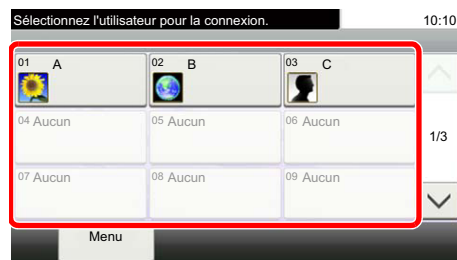 Sélectionnez l'utilisateur pour la connexion. 10:10
01 A 02 B 03 C
04 Aucun 05 Aucun 06 Aucun
1/3
07 Aucun 08 Aucun 09 Aucun
Menu